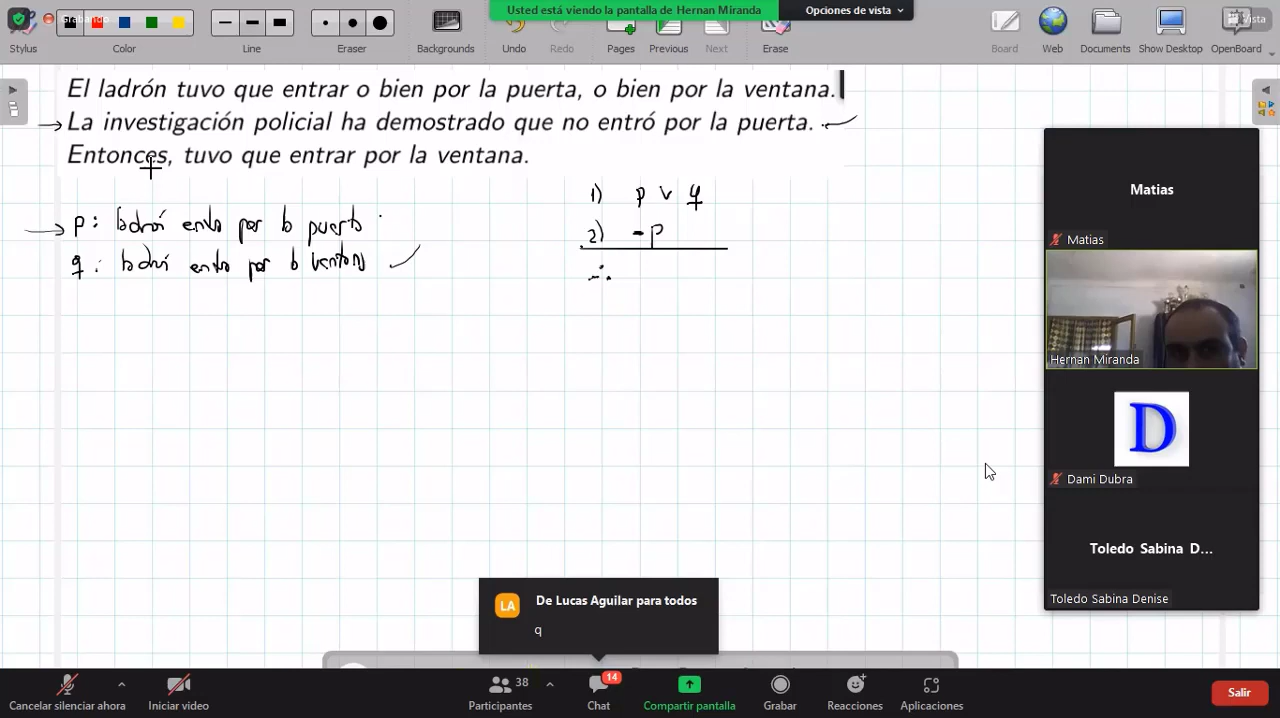 Grabando
Usted está viendo la pantalla de Hernan Miranda
Opciones de vista
Vista
Stylus
Color
Line
Eraser
Backgrounds
Undo
Redo
Pages
Previous
Next
Erase
Board
Web
Documents
Show Desktop
OpenBoard
El ladrón tuvo que entrar o bien por la puerta, o bien por la ventana.
La investigación policial ha demostrado que no entró por la puerta.
Entonces, tuvo que entrar por la ventana.
p: ladrón entro por la puerta
q: ladrón entro por la ventana
1) p ∨ q
2) -p
∴
Matias
Matias
Hernan Miranda
D
Dami Dubra
Toledo Sabina D...
Toledo Sabina Denise
LA
De Lucas Aguilar para todos
q
Cancelar silenciar ahora
Iniciar video
38
Participantes
14
Chat
Compartir pantalla
Grabar
Reacciones
Aplicaciones
Salir